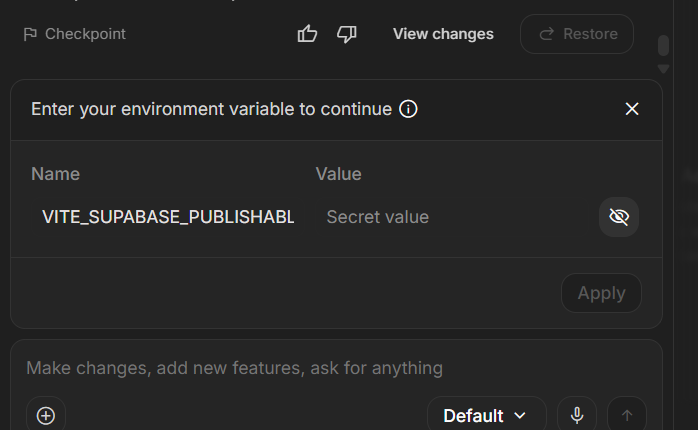 Checkpoint
View changes
Restore
Enter your environment variable to continue
Name
Value
VITE_SUPABASE_PUBLISHABL
Secret value
Apply
Make changes, add new features, ask for anything
Default